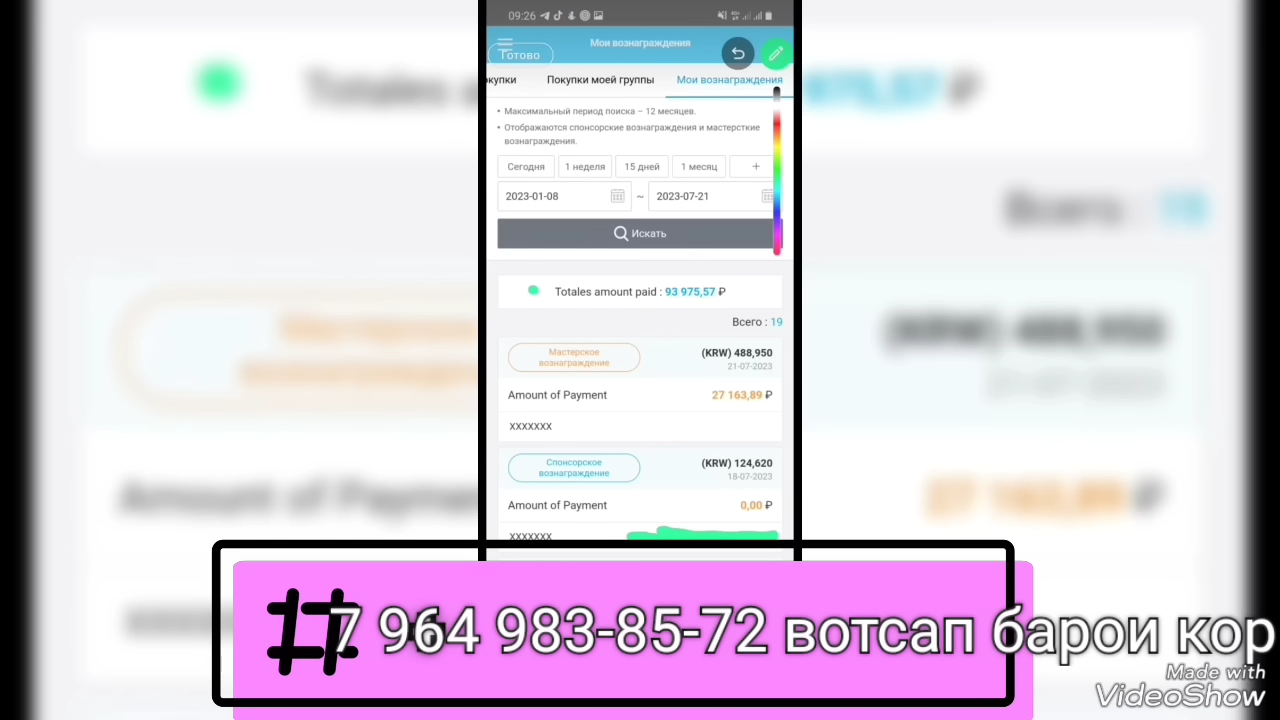 09:26
Мои вознаграждения
Готово
окупки
Покупки моей группы
Мои вознаграждения
• Максимальный период поиска – 12 месяцев.
• Отображаются спонсорские вознаграждения и мастерсткие
вознаграждения.
Сегодня
1 неделя
15 дней
1 месяц
+
2023-01-08
~
2023-07-21
Искать
Totales amount paid : 93 975,57 ₽
Всего : 19
Мастерское
вознаграждение
(KRW) 488,950
21-07-2023
Amount of Payment
27 163,89 ₽
XXXXXXX
Спонсорское
вознаграждение
(KRW) 124,620
18-07-2023
Amount of Payment
0,00 ₽
XXXXXXX
7 964 983-85-72 вотсап барои кор
Made with
VideoShow